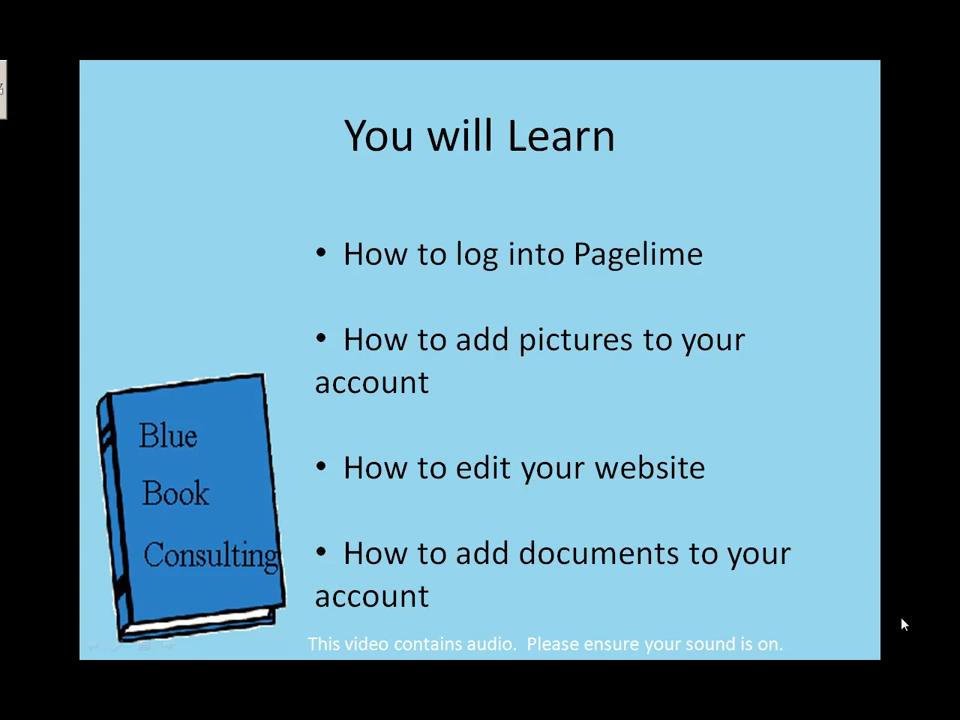 You will Learn
• How to log into Pagelime
• How to add pictures to your
account
• How to edit your website
• How to add documents to your
account
Blue
Book
Consulting
This video contains audio.  Please ensure your sound is on.